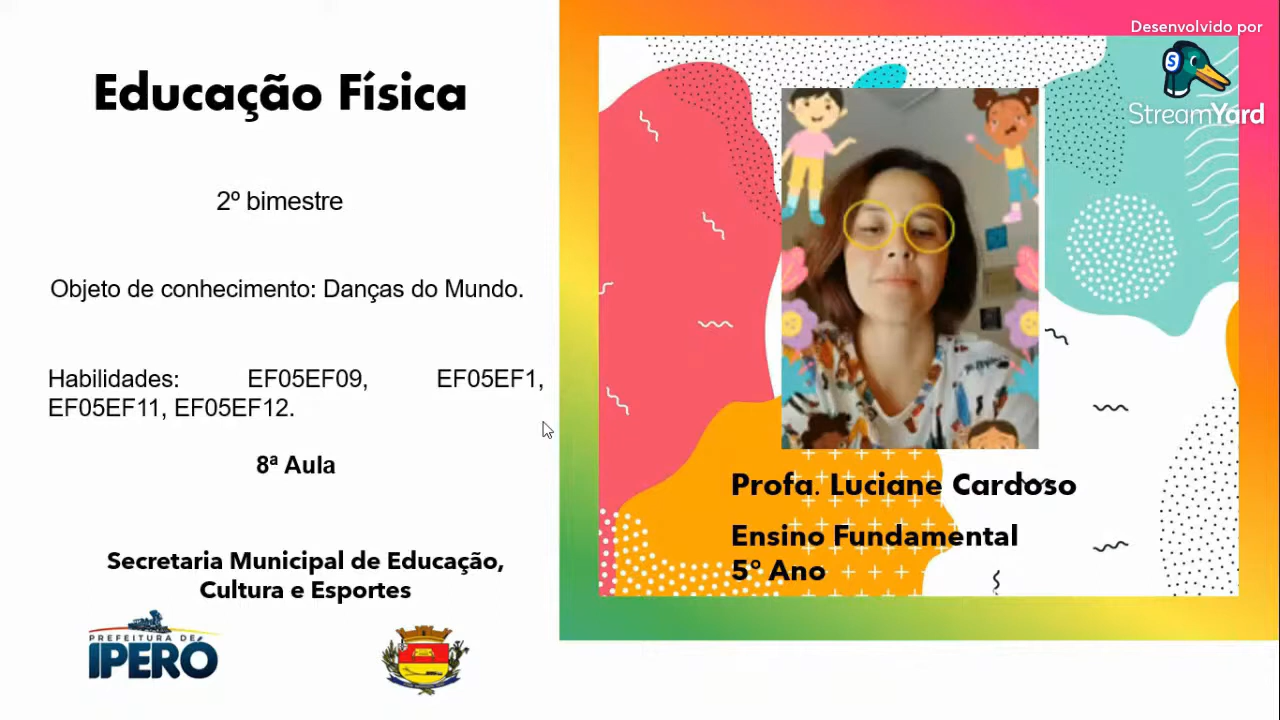 Educação Física
2º bimestre
Objeto de conhecimento: Danças do Mundo.
Habilidades: EF05EF09, EF05EF1,
EF05EF11, EF05EF12.
8ª Aula
Secretaria Municipal de Educação,
Cultura e Esportes
PREFEITURA DE
IPERÓ
Desenvolvido por
S
StreamYard
Profa. Luciane Cardoso
Ensino Fundamental
5º Ano